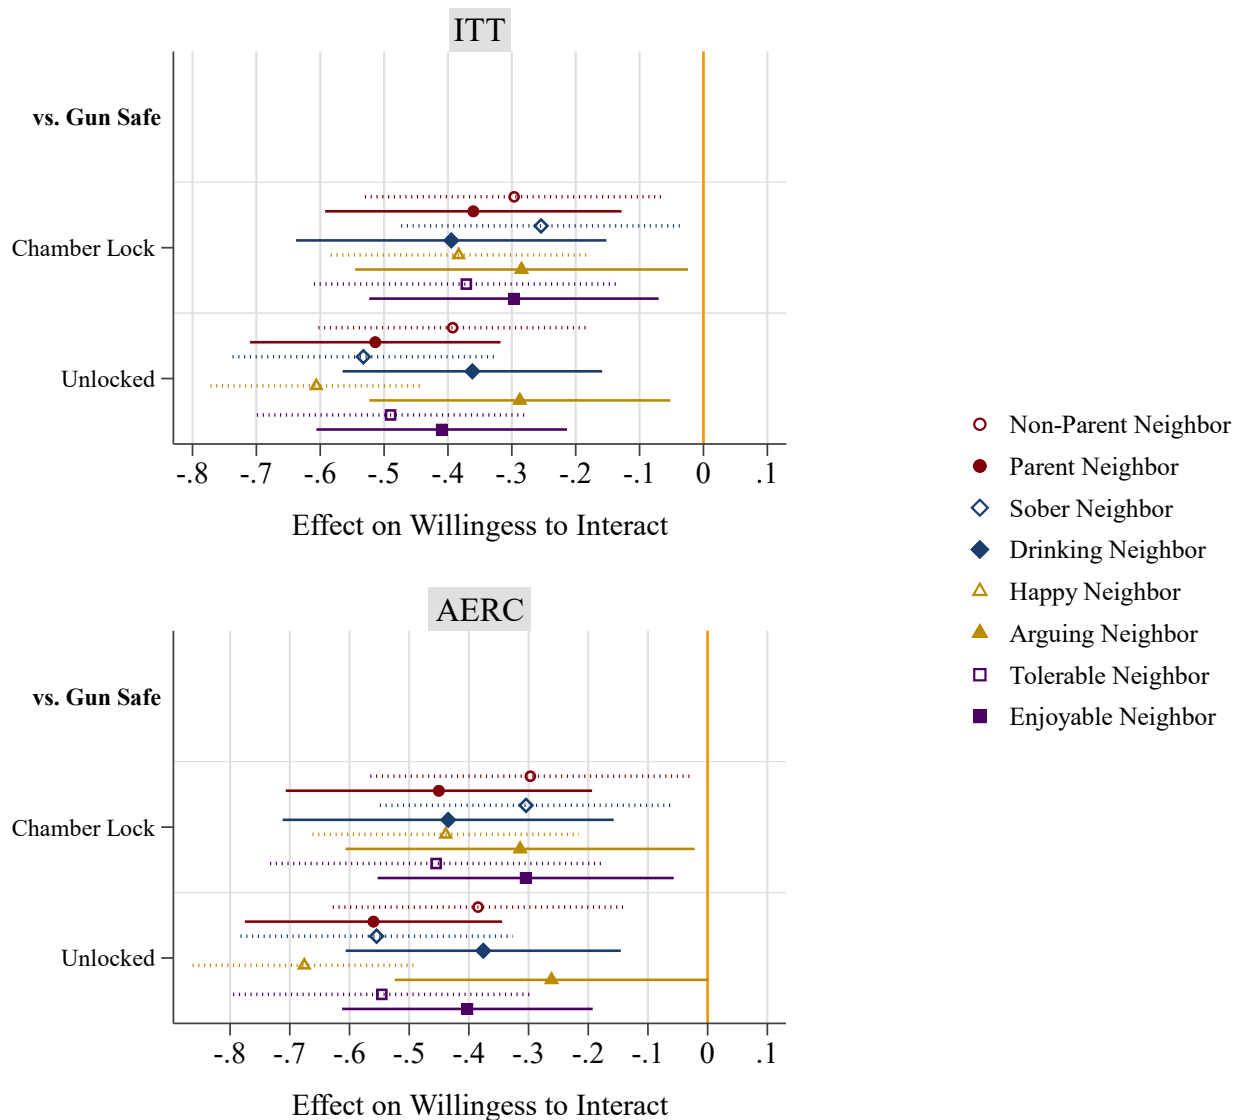 ITT
vs. Gun Safe
Chamber Lock
Unlocked
-.8 -.7 -.6 -.5 -.4 -.3 -.2 -.1 0 .1
Effect on Willingess to Interact
Non-Parent Neighbor
Parent Neighbor
Sober Neighbor
Drinking Neighbor
Happy Neighbor
Arguing Neighbor
Tolerable Neighbor
Enjoyable Neighbor
AERC
vs. Gun Safe
Chamber Lock
Unlocked
-.8 -.7 -.6 -.5 -.4 -.3 -.2 -.1 0 .1
Effect on Willingess to Interact